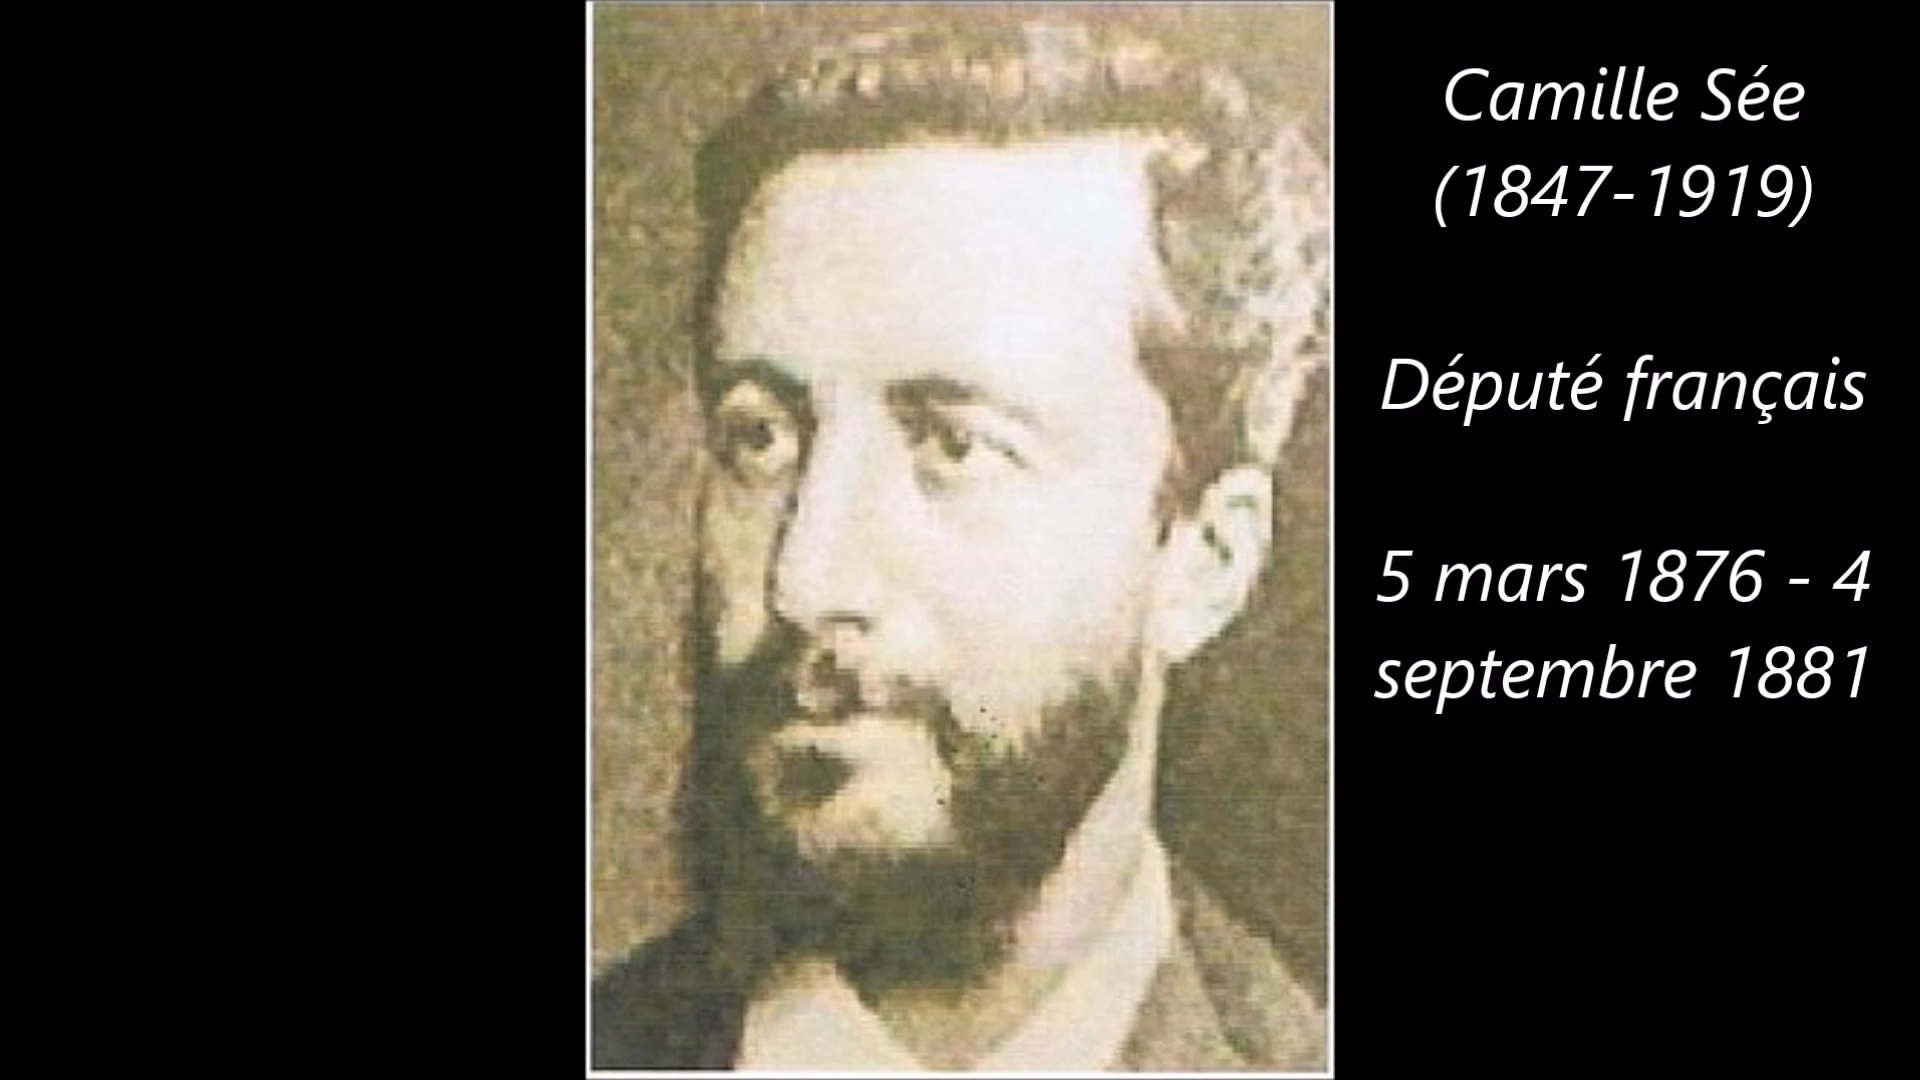 Camille Sée
(1847-1919)
Député français
5 mars 1876 - 4
septembre 1881